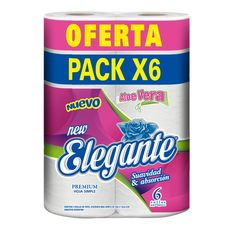 OFERTA
PACK X6
NUEVO
Aloe Vera
new
Elegante
Suavidad
& absorción
PREMIUM
HOJA SIMPLE
6